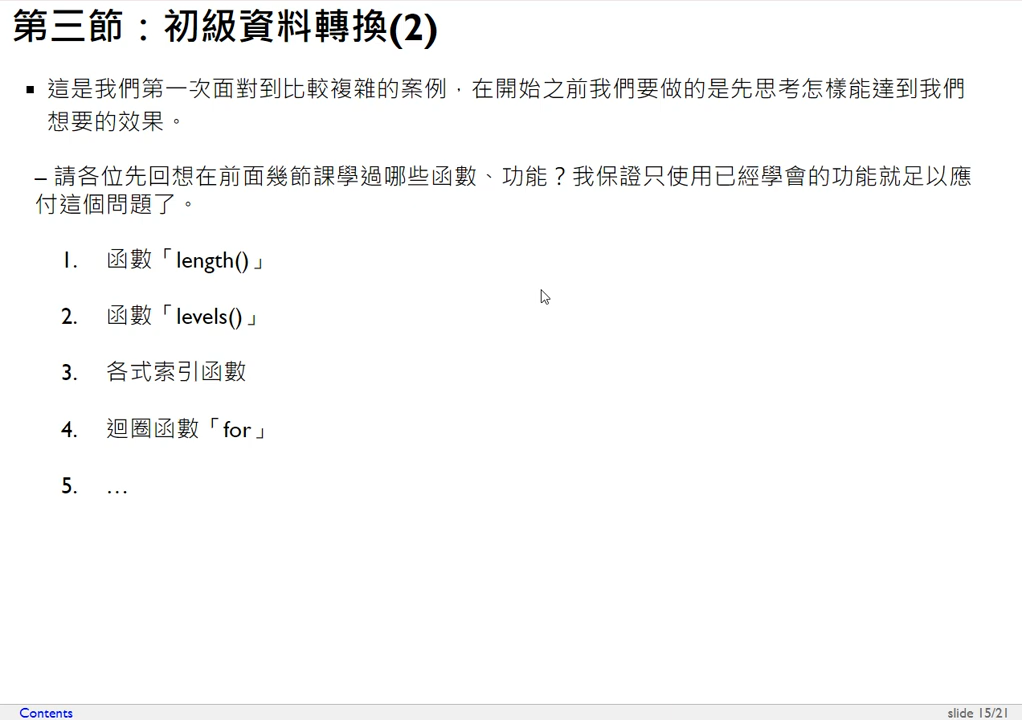 第三節：初級資料轉換(2)
▪ 這是我們第一次面對到比較複雜的案例，在開始之前我們要做的是先思考怎樣能達到我們
想要的效果。
– 請各位先回想在前面幾節課學過哪些函數、功能？我保證只使用已經學會的功能就足以應
付這個問題了。
1. 函數「length()」
2. 函數「levels()」
3. 各式索引函數
4. 迴圈函數「for」
5. …
Contents
slide 15/21